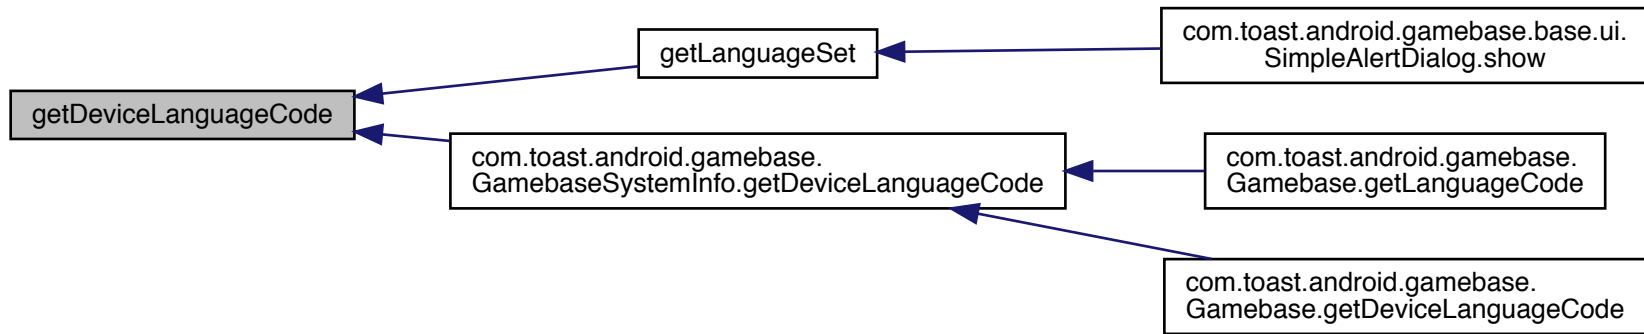 getDeviceLanguageCode
getLanguageSet
com.toast.android.gamebase.base.ui.
SimpleAlertDialog.show
com.toast.android.gamebase.
GamebaseSystemInfo.getDeviceLanguageCode
com.toast.android.gamebase.
Gamebase.getLanguageCode
com.toast.android.gamebase.
Gamebase.getDeviceLanguageCode